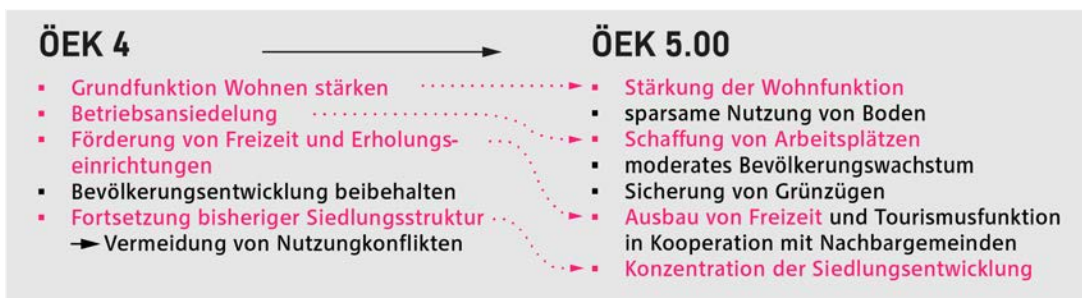 ÖEK 4
Grundfunktion Wohnen stärken
Betriebsansiedelung
Förderung von Freizeit und Erholungs-
einrichtungen
Bevölkerungsentwicklung beibehalten
Fortsetzung bisheriger Siedlungsstruktur
Vermeidung von Nutzungkonflikten
ÖEK 5.00
Stärkung der Wohnfunktion
sparsame Nutzung von Boden
Schaffung von Arbeitsplätzen
moderates Bevölkerungswachstum
Sicherung von Grünzügen
Ausbau von Freizeit und Tourismusfunktion
in Kooperation mit Nachbargemeinden
Konzentration der Siedlungsentwicklung